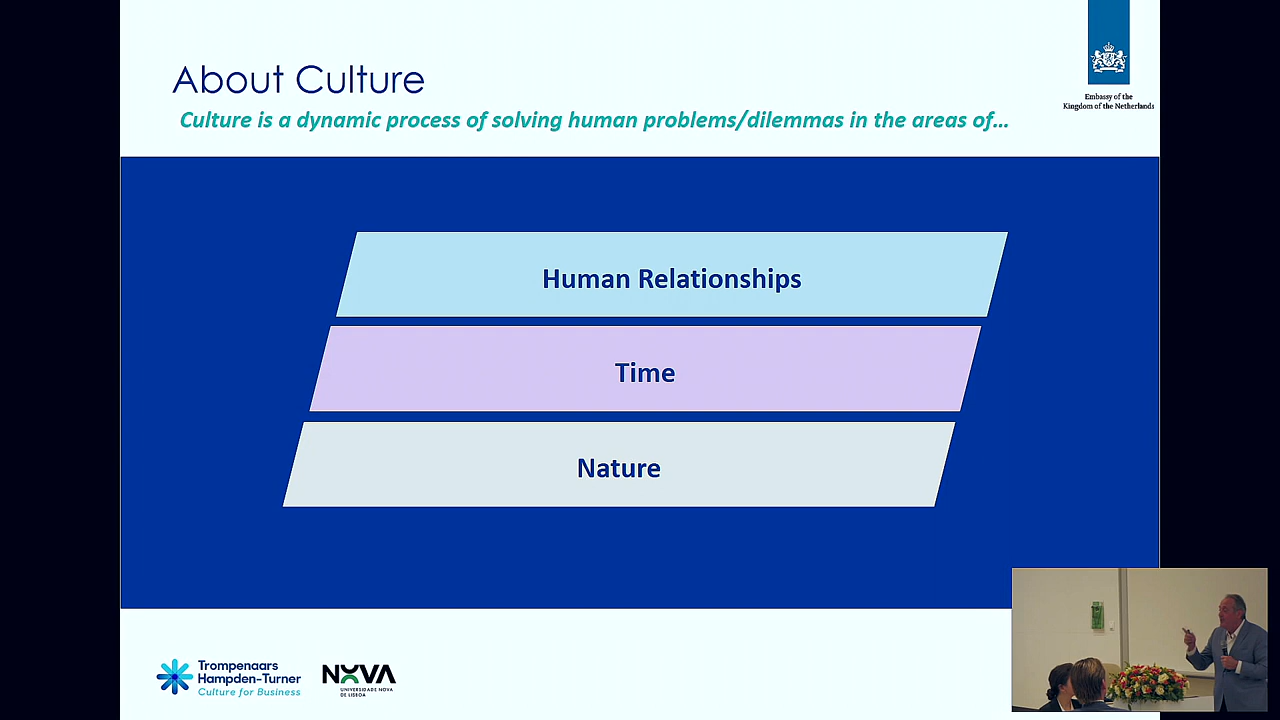 About Culture
Culture is a dynamic process of solving human problems/dilemmas in the areas of...
Embassy of the
Kingdom of the Netherlands
Human Relationships
Time
Nature
Trompenaars
Hampden-Turner
Culture for Business
NOVA
UNIVERSIDADE NOVA
DE LISBOA